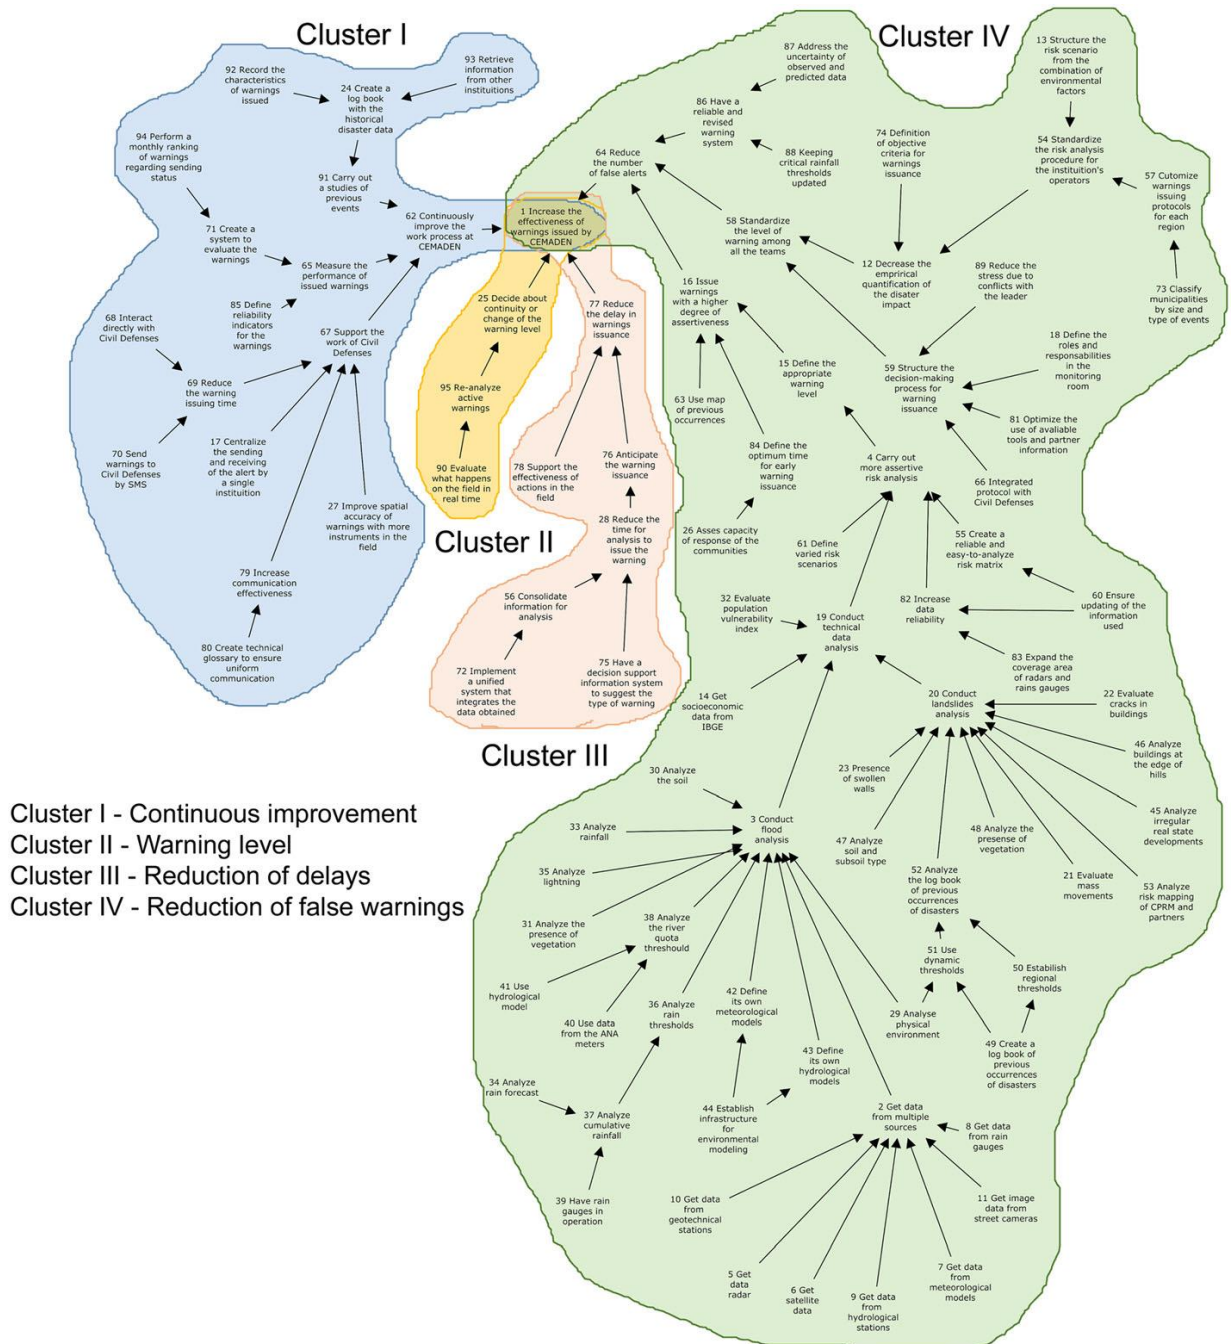 Cluster I
Cluster IV
92 Record the
characteristics
of warnings
issued
93 Retrieve
information
from other
instituitions
24 Create a
log book
with the
historical
disaster data
94 Perform a
monthly ranking
of warnings
regarding sending
status
91 Carry out
a studies of
previous
events
62 Continuously
improve the
work process at
CEMADEN
71 Create a
system to
evaluate the
warnings
65 Measure the
performance of
issued warnings
85 Define
reliability
indicators
for the
warnings
68 Interact
directly with
Civil Defenses
67 Support the
work of Civil
Defenses
69 Reduce
the warning
issuing time
70 Send
warnings to
Civil Defenses
by SMS
17 Centralize
the sending
and receiving
of the alert by
a single
instituition
27 Improve spatial
accuracy of
warnings with more
instruments in the
field
79 Increase
communication
effectiveness
80 Create technical
glossary to ensure
uniform
communication
1 Increase the
effectiveness of
warnings issued by
CEMADEN
25 Decide about
continuity or
change of the
warning level
95 Re-analyze
active
warnings
90 Evaluate
what happens
on the field in
real time
Cluster II
77 Reduce
the delay in
warnings
issuance
78 Support the
effectiveness of
actions in the
field
76 Anticipate
the warning
issuance
28 Reduce the
time for
analysis to
issue the
warning
56 Consolidate
information for
analysis
72 Implement
a unified
system that
integrates the
data obtained
75 Have a
decision support
information system
to suggest the
type of warning
Cluster III
87 Address the
uncertainty of
observed and
predicted data
86 Have a
reliable and
revised
warning
system
64 Reduce
the number
of false alerts
88 Keeping
critical rainfall
thresholds
updated
74 Definition
of objective
criteria for
warnings
issuance
13 Structure the
risk scenario
from the
combination of
environmental
factors
54 Standardize
the risk analysis
procedure for
the institution's
operators
57 Cutomize
warnings
issuing
protocols
for each
region
58 Standardize
the level of
warning among
all the teams
12 Decrease the
emprirical
quantification of
the disater
impact
89 Reduce the
stress due to
conflicts with
the leader
73 Classify
municipalities
by size and
type of events
16 Issue
warnings
with a higher
degree of
assertiveness
15 Define the
appropriate
warning
level
59 Structure the
decision-making
process for
warning
issuance
18 Define the
roles and
responsabilities
in the
monitoring
room
63 Use map
of previous
occurrences
84 Define the
optimum time
for early
warning
issuance
4 Carry out
more assertive
risk analysis
81 Optimize the
use of avaliable
tools and partner
information
66 Integrated
protocol with
Civil Defenses
26 Asses capacity
of response of the
communities
61 Define
varied risk
scenarios
55 Create a
reliable and
easy-to-analyze
risk matrix
32 Evaluate
population
vulnerability
index
19 Conduct
technical
data
analysis
82 Increase
data
reliability
60 Ensure
updating of the
information
used
83 Expand the
coverage area
of radars and
rains gauges
14 Get
socioeconomic
data from
IBGE
20 Conduct
landslides
analysis
22 Evaluate
cracks in
buildings
23 Presence
of swollen
walls
46 Analyze
buildings at
the edge of
hills
30 Analyze
the soil
33 Analyze
rainfall
3 Conduct
flood
analysis
47 Analyze
soil and
subsoil type
48 Analyze the
presense of
vegetation
45 Analyze
irregular
real state
developments
35 Analyze
lightning
52 Analyze
the log book
of previous
occurrences
of disasters
21 Evaluate
mass
movements
53 Analyze
risk mapping
of CPRM and
partners
31 Analyze the
presence of
vegetation
38 Analyze
the river
quota
threshould
51 Use
dynamic
thresholds
50 Estabilish
regional
thresholds
41 Use
hydrological
model
40 Use data
from the ANA
meters
36 Analyze
rain
thresholds
42 Define
its own
meteorological
models
43 Define
its own
hydrological
models
29 Analyse
physical
environment
49 Create a
log book of
previous
occurrences
of disasters
34 Analyze
rain forecast
37 Analyze
cumulative
rainfall
44 Establish
infrastructure
for
environmental
modeling
2 Get data
from multiple
sources
8 Get data
from rain
gauges
39 Have rain
gauges in
operation
10 Get data
from
geotechnical
stations
11 Get image
data from
street cameras
5 Get
data
radar
6 Get
satellite
data
9 Get data
from
hydrological
stations
7 Get data
from
meteorological
models
Cluster I - Continuous improvement
Cluster II - Warning level
Cluster III - Reduction of delays
Cluster IV - Reduction of false warnings